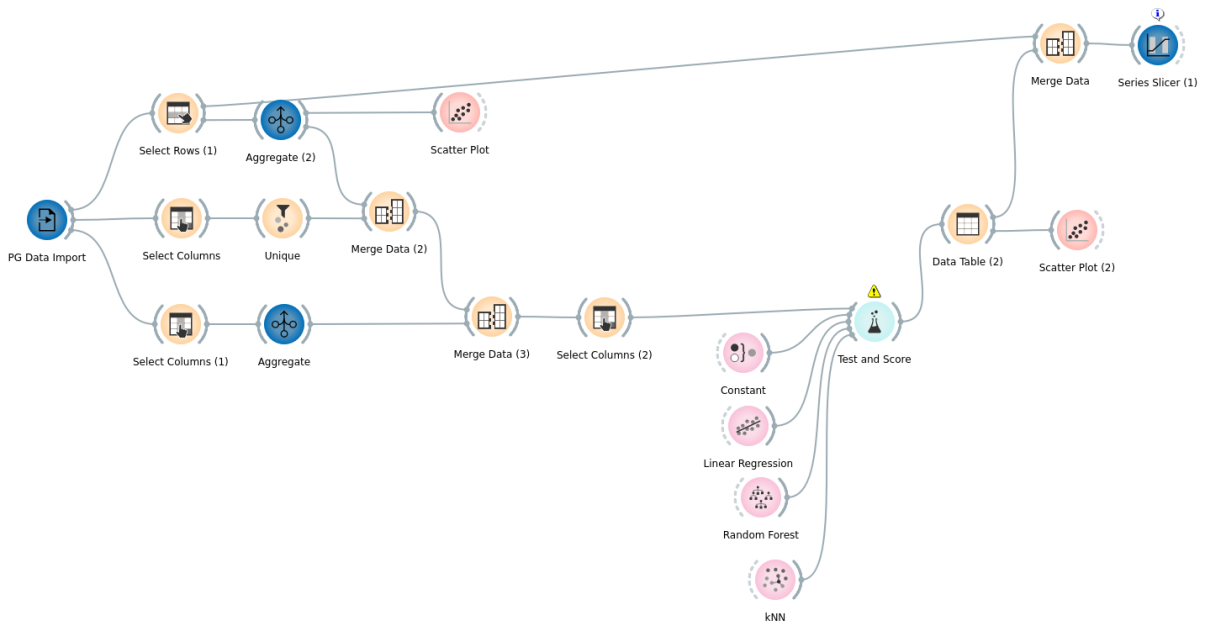 Merge Data
Series Slicer (1)
Select Rows (1)
Aggregate (2)
Scatter Plot
PG Data Import
Select Columns
Unique
Merge Data (2)
Data Table (2)
Scatter Plot (2)
Select Columns (1)
Aggregate
Merge Data (3)
Select Columns (2)
Test and Score
Constant
Linear Regression
Random Forest
kNN